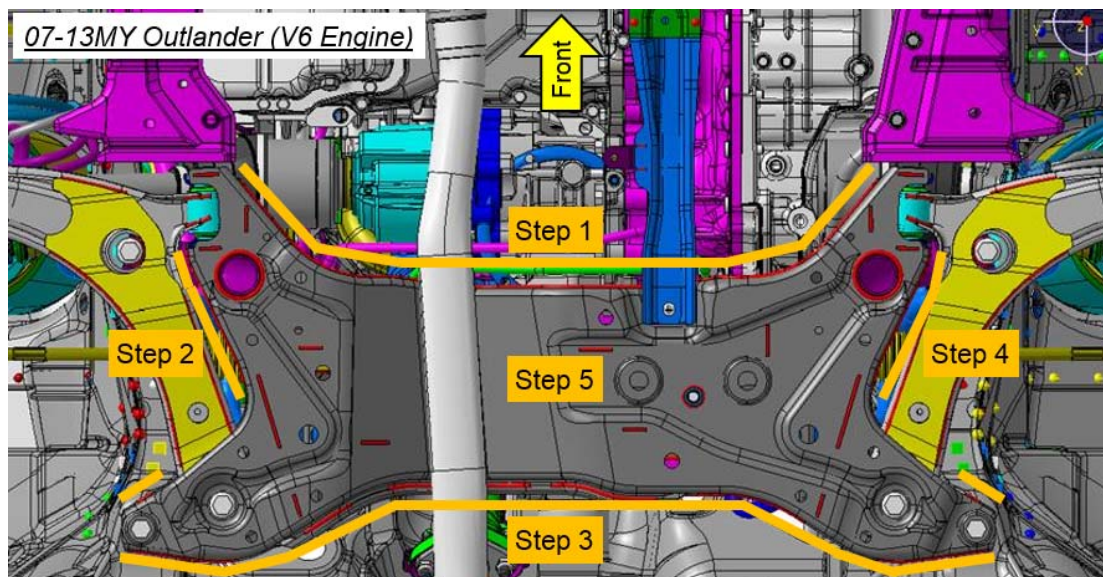 07-13MY Outlander (V6 Engine)
Front
Step 1
Step 2
Step 5
Step 4
Step 3